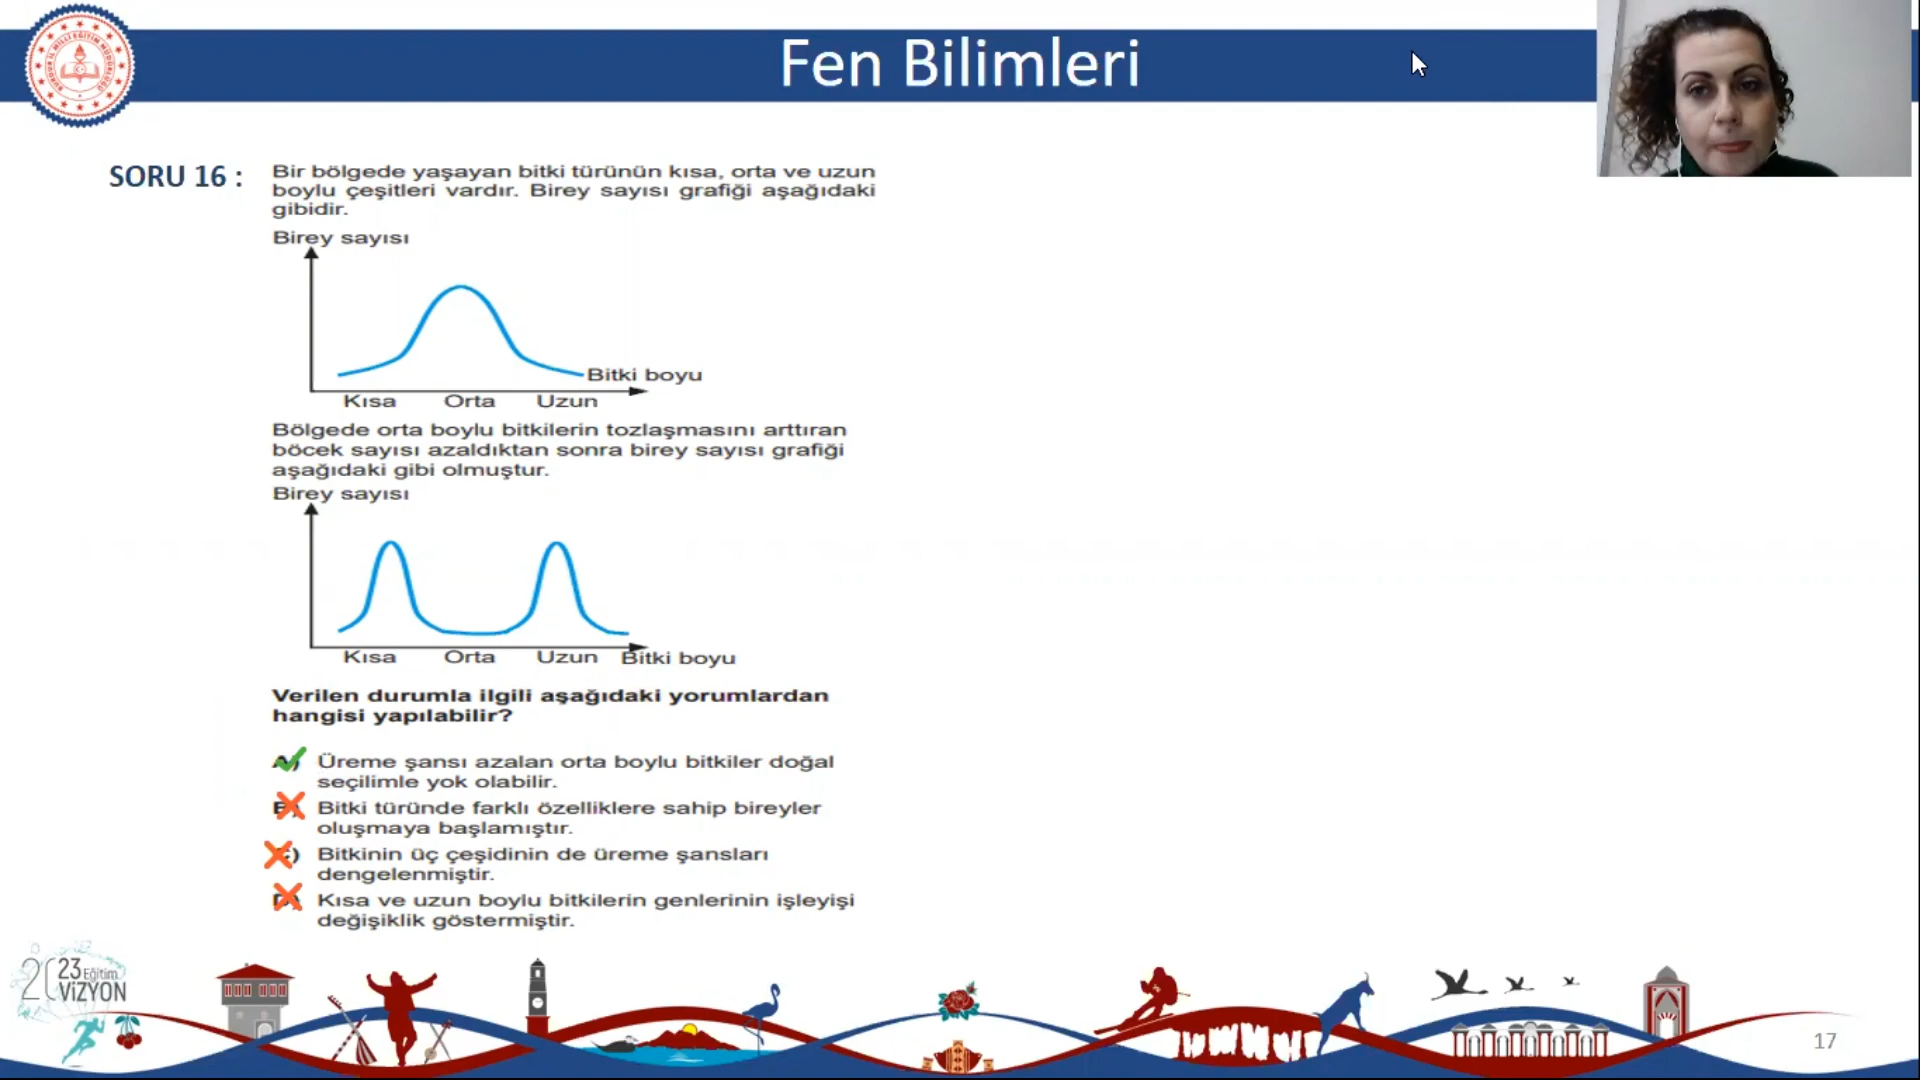 Fen Bilimleri
SORU 16 :
Bir bölgede yaşayan bitki türünün kısa, orta ve uzun
boylu çeşitleri vardır. Birey sayısı grafiği aşağıdaki
gibidir.
Birey sayısı
Bitki boyu
Kısa Orta Uzun
Bölgede orta boylu bitkilerin tozlaşmasını arttıran
böcek sayısı azaldıktan sonra birey sayısı grafiği
aşağıdaki gibi olmuştur.
Birey sayısı
Kısa Orta Uzun Bitki boyu
Verilen durumla ilgili aşağıdaki yorumlardan
hangisi yapılabilir?
A) Üreme şansı azalan orta boylu bitkiler doğal
seçilimle yok olabilir.
B) Bitki türünde farklı özelliklere sahip bireyler
oluşmaya başlamıştır.
C) Bitkinin üç çeşidinin de üreme şansları
dengelenmiştir.
D) Kısa ve uzun boylu bitkilerin genlerinin işleyişi
değişiklik göstermiştir.
2023 Eğitim
VİZYON
17